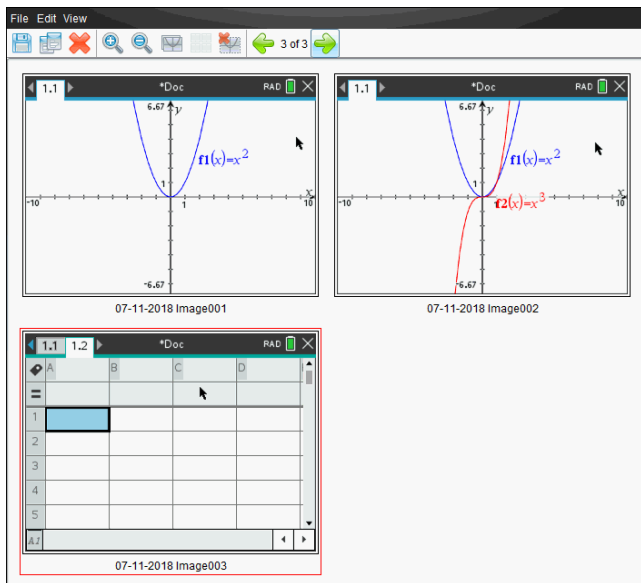 File Edit View
3 of 3
1.1 *Doc RAD
6.67 y
f1(x)=x²
1
x
-10 1 10
-6.67
07-11-2018 Image001
1.1 *Doc RAD
6.67 y
f1(x)=x²
1
x
-10 1 10
f2(x)=x³
-6.67
07-11-2018 Image002
1.1 1.2 *Doc RAD
A B C D
=
1
2
3
4
5
A1
07-11-2018 Image003